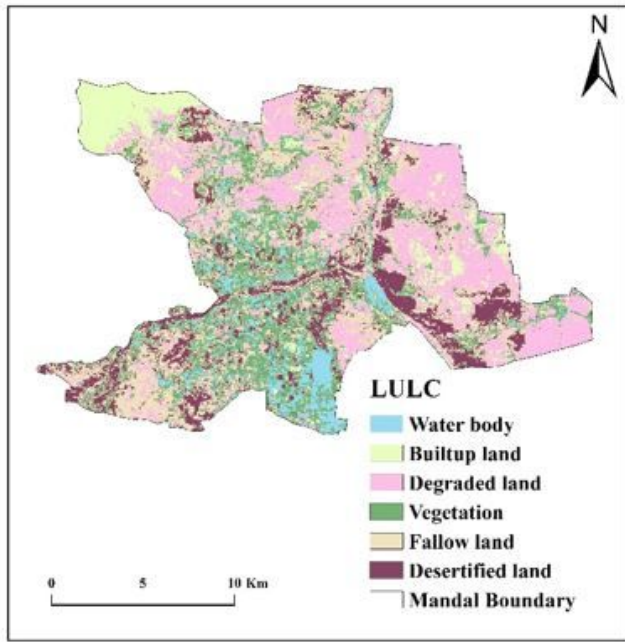 N
LULC
Water body
Builtup land
Degraded land
Vegetation
Fallow land
Desertified land
Mandal Boundary
0 5 10 Km